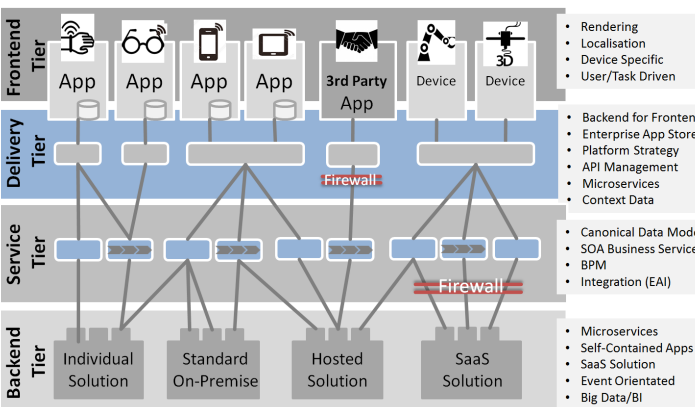 Frontend
Tier
App
App
App
App
3rd Party
App
Device
3D
Device
Rendering
Localisation
Device Specific
User/Task Driven
Delivery
Tier
Firewall
Backend for Fronten
Enterprise App Store
Platform Strategy
API Management
Microservices
Context Data
Service
Tier
Firewall
Canonical Data Mode
SOA Business Service
BPM
Integration (EAI)
Backend
Tier
Individual
Solution
Standard
On-Premise
Hosted
Solution
SaaS
Solution
Microservices
Self-Contained Apps
SaaS Solution
Event Orientated
Big Data/BI